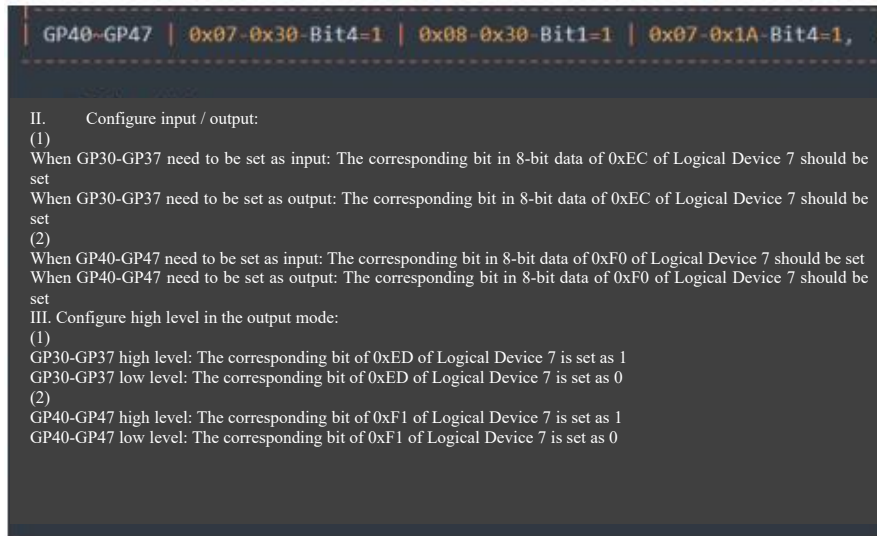 | GP40~GP47 | 0x07-0x30-Bit4=1 | 0x08-0x30-Bit1=1 | 0x07-0x1A-Bit4=1,
II. Configure input / output:
(1)
When GP30-GP37 need to be set as input: The corresponding bit in 8-bit data of 0xEC of Logical Device 7 should be
set
When GP30-GP37 need to be set as output: The corresponding bit in 8-bit data of 0xEC of Logical Device 7 should be
set
(2)
When GP40-GP47 need to be set as input: The corresponding bit in 8-bit data of 0xF0 of Logical Device 7 should be set
When GP40-GP47 need to be set as output: The corresponding bit in 8-bit data of 0xF0 of Logical Device 7 should be
set
III. Configure high level in the output mode:
(1)
GP30-GP37 high level: The corresponding bit of 0xED of Logical Device 7 is set as 1
GP30-GP37 low level: The corresponding bit of 0xED of Logical Device 7 is set as 0
(2)
GP40-GP47 high level: The corresponding bit of 0xF1 of Logical Device 7 is set as 1
GP40-GP47 low level: The corresponding bit of 0xF1 of Logical Device 7 is set as 0